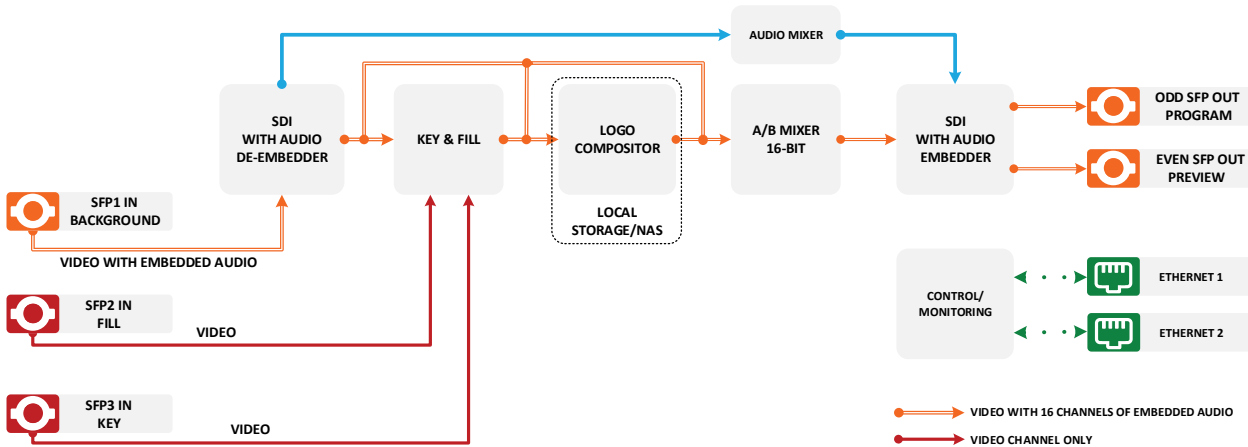 AUDIO MIXER
SDI
WITH AUDIO
DE-EMBEDDER
KEY & FILL
LOGO
COMPOSITOR
LOCAL
STORAGE/NAS
A/B MIXER
16-BIT
SDI
WITH AUDIO
EMBEDDER
ODD SFP OUT
PROGRAM
EVEN SFP OUT
PREVIEW
SFP1 IN
BACKGROUND
VIDEO WITH EMBEDDED AUDIO
SFP2 IN
FILL
VIDEO
SFP3 IN
KEY
VIDEO
CONTROL/
MONITORING
ETHERNET 1
ETHERNET 2
VIDEO WITH 16 CHANNELS OF EMBEDDED AUDIO
VIDEO CHANNEL ONLY